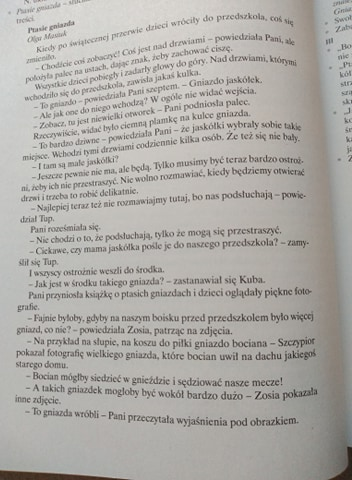 Ptasie gniazda –
treści.
Ptasie gniazda
Olga Masiuk
Kiedy po świątecznej przerwie dzieci wróciły do przedszkola, coś się
zmieniło.
– Chodźcie coś zobaczyć! Coś jest nad drzwiami – powiedziała Pani, ale
położyła palec na ustach, dając znak, żeby zachować ciszę.
Wszystkie dzieci pobiegły i zadarły głowy do góry. Nad drzwiami, którymi
wchodziło się do przedszkola, zawisła jakaś kulka.
– To gniazdo – powiedziała Pani szeptem. – Gniazdo jaskółek.
– Ale jak one do niego wchodzą? W ogóle nie widać wejścia.
– Zobacz, tu jest niewielki otworek – Pani podniosła palec.
Rzeczywiście, widać było ciemną plamkę na kulce gniazda.
– To bardzo dziwne – powiedziała Pani – że jaskółki wybrały sobie takie
miejsce. Wchodzi tymi drzwiami codziennie kilka osób. Że też się nie bały.
– I tam są małe jaskółki?
– Jeszcze pewnie nie ma, ale będą. Tylko musimy być teraz bardzo ostroż-
ni, żeby ich nie przestraszyć. Nie wolno rozmawiać, kiedy będziemy otwierać
drzwi i trzeba to robić delikatnie.
– Najlepiej teraz też nie rozmawiajmy tutaj, bo nas podsłuchają – powie-
dział Tup.
Pani roześmiała się.
– Nie chodzi o to, że podsłuchają, tylko że mogą się przestraszyć.
– Ciekawe, czy mama jaskółka pośle je do naszego przedszkola? – zamy-
ślił się Tup.
I wszyscy ostrożnie weszli do środka.
– Jak jest w środku takiego gniazda? – zastanawiał się Kuba.
Pani przyniosła książkę o ptasich gniazdach i dzieci oglądały piękne foto-
grafie.
– Fajnie byłoby, gdyby na naszym boisku przed przedszkolem było więcej
gniazd, co nie? – powiedziała Zosia, patrząc na zdjęcia.
– Na przykład na słupie, na koszu do piłki gniazdo bociana – Szczypior
pokazał fotografię wielkiego gniazda, które bocian uwił na dachu jakiegoś
starego domu.
– Bocian mógłby siedzieć w gnieździe i sędziować nasze mecze!
– A takich gniazdek mogłoby być wokół bardzo dużo – Zosia pokazała
inne zdjęcie.
– To gniazda wróbli – Pani przeczytała wyjaśnienia pod obrazkiem.